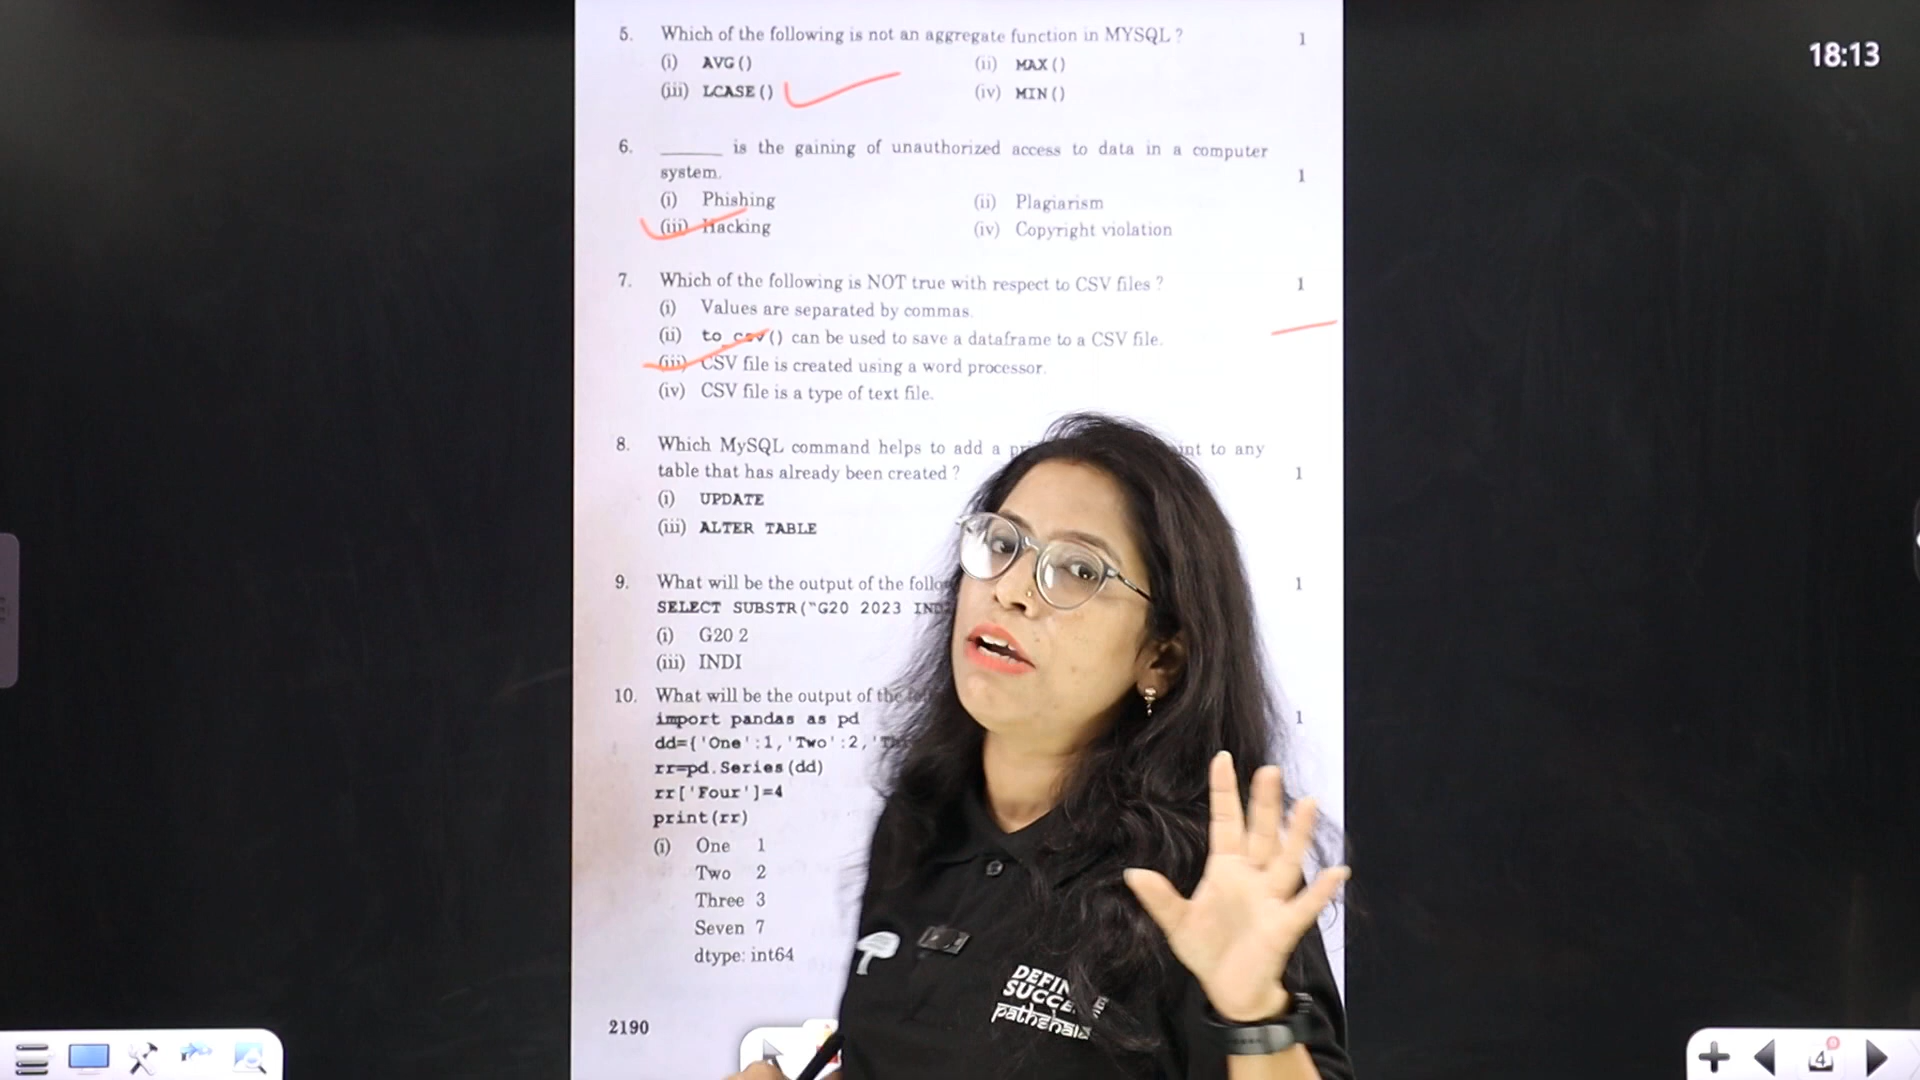 18:13
5. Which of the following is not an aggregate function in MYSQL ? 1
(i) AVG() (ii) MAX()
(iii) LCASE() (iv) MIN()
6. ______ is the gaining of unauthorized access to data in a computer
system. 1
(i) Phishing (ii) Plagiarism
(iii) Hacking (iv) Copyright violation
7. Which of the following is NOT true with respect to CSV files ? 1
(i) Values are separated by commas.
(ii) to_csv() can be used to save a dataframe to a CSV file.
(iii) CSV file is created using a word processor.
(iv) CSV file is a type of text file.
8. Which MySQL command helps to add a to any
table that has already been created ? 1
(i) UPDATE
(iii) ALTER TABLE
9. What will be the output of the 1
SELECT SUBSTR("G20 2023
(i) G20 2
(iii) INDI
10. What will be the output of the
import pandas as pd 1
dd={'One':1,'Two':2,'
rr=pd.Series(dd)
rr['Four']=4
print(rr)
(i) One 1
Two 2
Three 3
Seven 7
dtype: int64
2190
pathshala
4